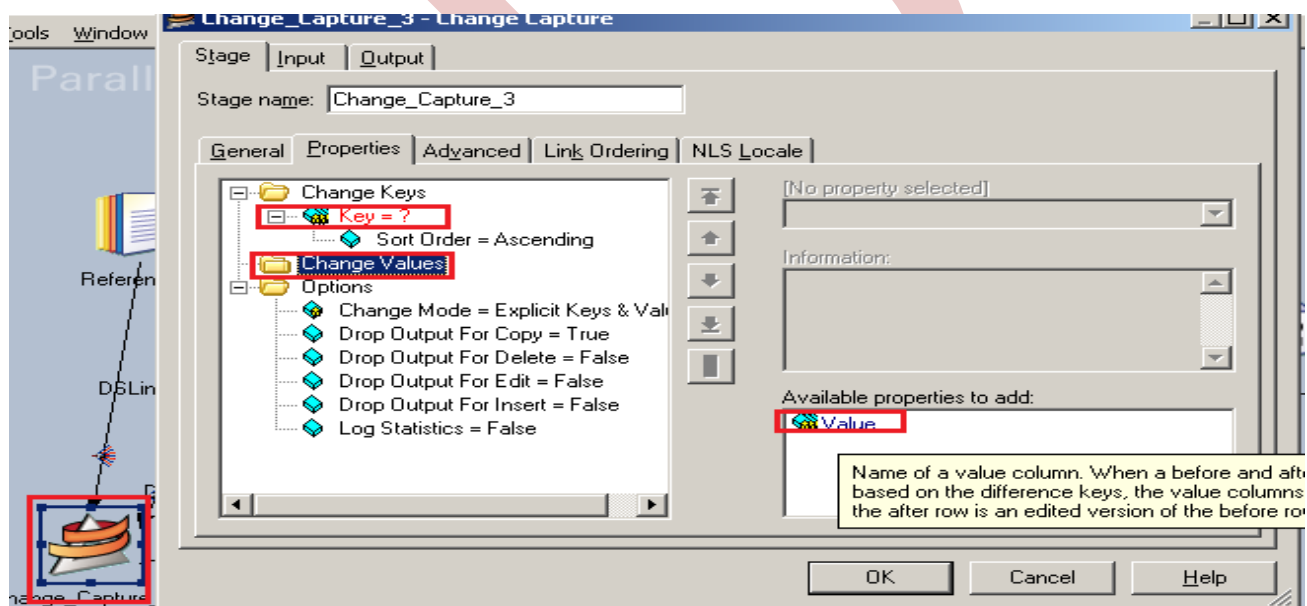 Change_Capture_3 - Change Capture
Tools Window
Stage Input Output
Parall
Stage name: Change_Capture_3
General Properties Advanced Link Ordering NLS Locale
Change Keys
Key = ?
Sort Order = Ascending
Change Values
Options
Change Mode = Explicit Keys & Valu
Drop Output For Copy = True
Drop Output For Delete = False
Drop Output For Edit = False
Drop Output For Insert = False
Log Statistics = False
[No property selected]
Information:
Available properties to add:
Value
Name of a value column. When a before and afte
based on the difference keys, the value columns
the after row is an edited version of the before ro
Referen
DSLin
hange_Capture
OK Cancel Help